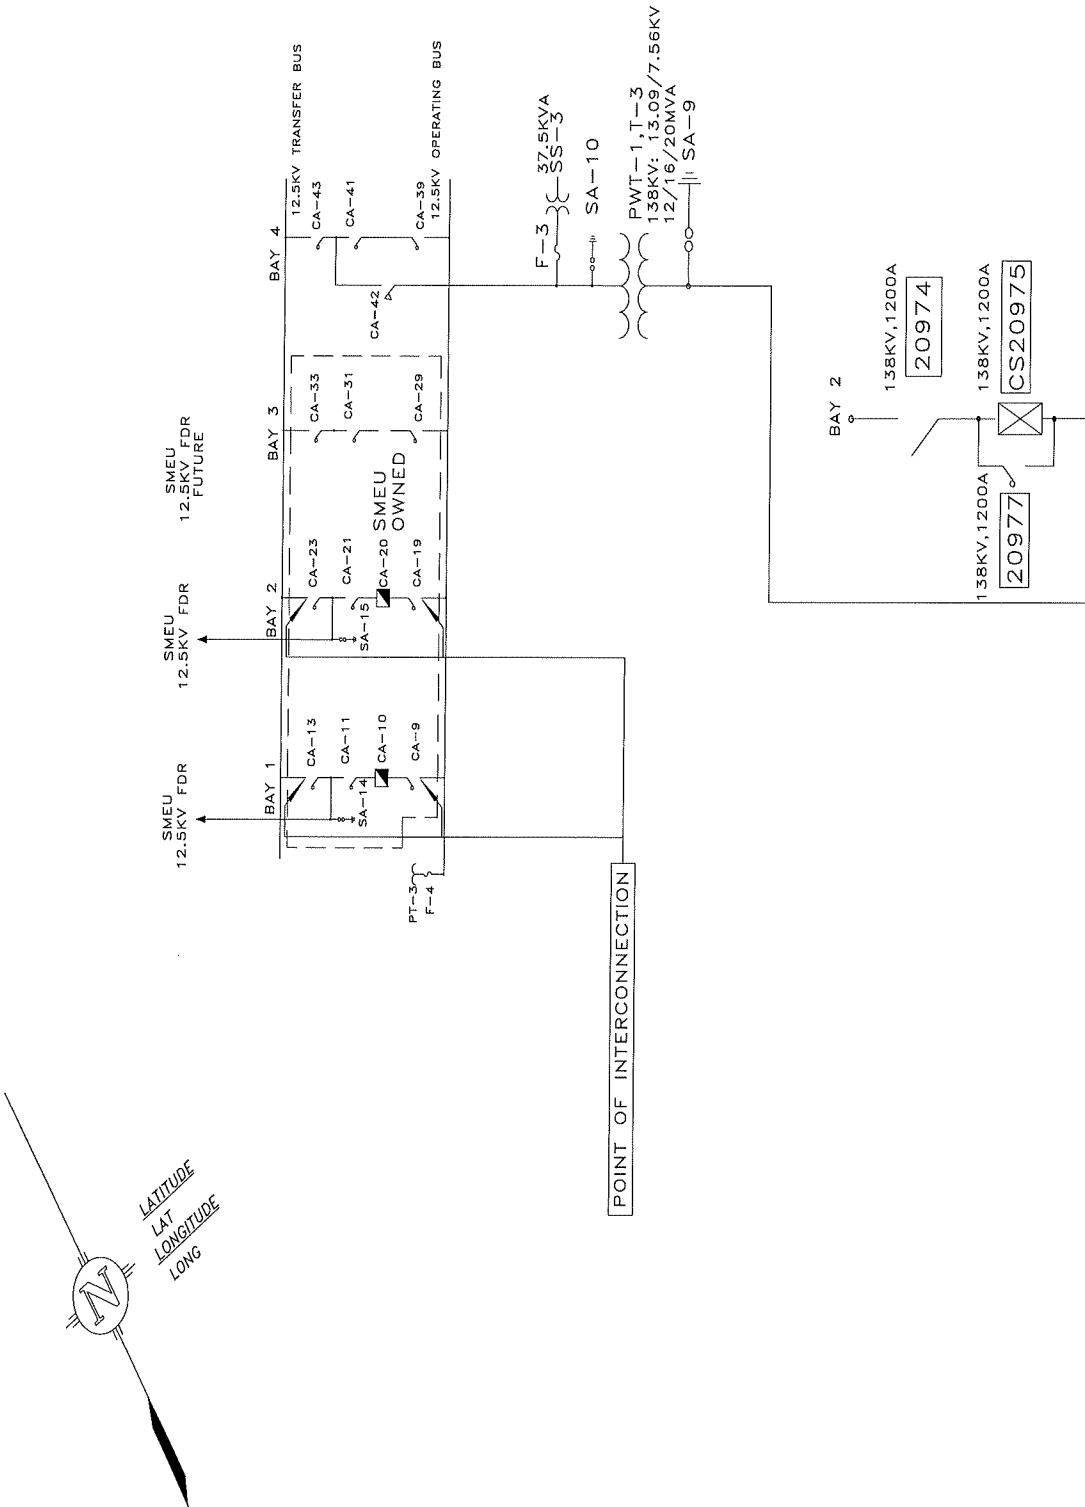 SMEU
12.5KV FDR
BAY 1
CA-13
CA-11
CA-10
CA-9
SA-14
PT-3
F-4
SMEU
12.5KV FDR
BAY 2
CA-23
CA-21
CA-20
CA-19
SA-15
SMEU
OWNED
SMEU
12.5KV FDR
FUTURE
BAY 3
CA-33
CA-31
CA-29
BAY 4
12.5KV TRANSFER BUS
CA-43
CA-41
CA-39
12.5KV OPERATING BUS
CA-42
F-3
37.5KVA
SS-3
SA-10
PWT-1,T-3
138KV: 13.09/7.56KV
12/16/20MVA
SA-9
POINT OF INTERCONNECTION
BAY 2
138KV,1200A
20974
138KV,1200A
CS20975
138KV,1200A
20977
N
LATITUDE
LAT
LONGITUDE
LONG